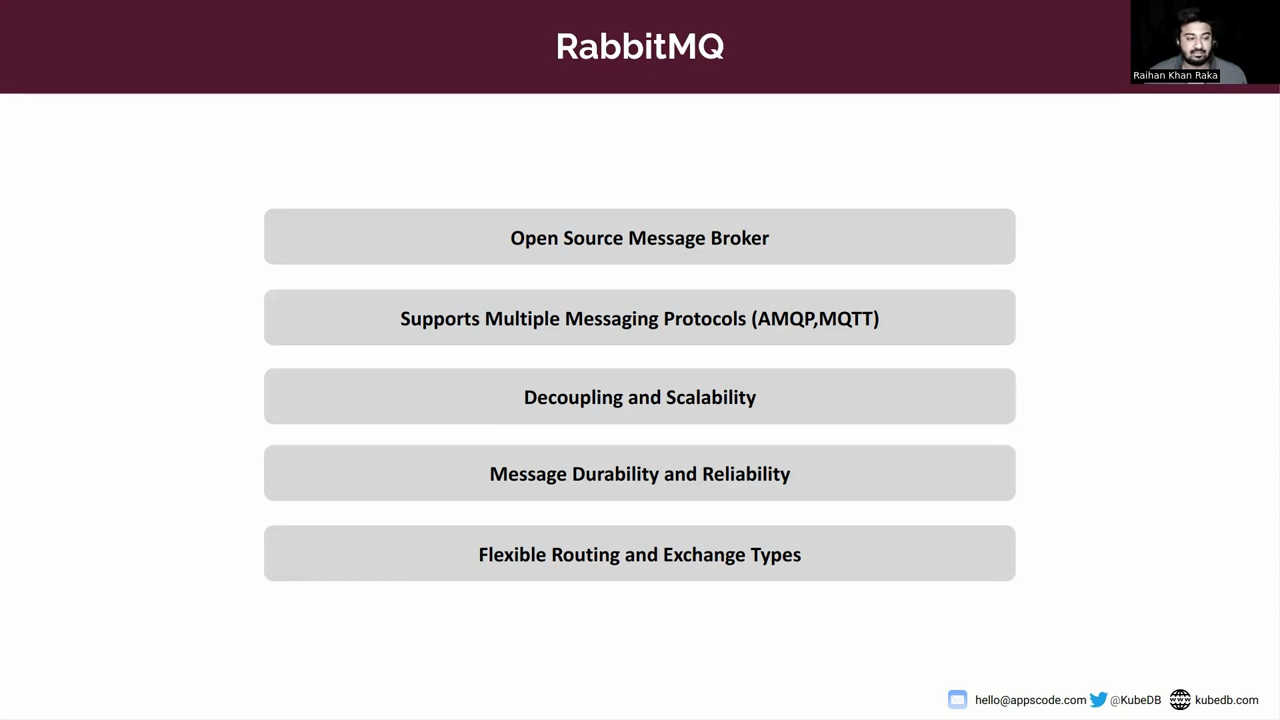 RabbitMQ
Raihan Khan Raka
Open Source Message Broker
Supports Multiple Messaging Protocols (AMQP,MQTT)
Decoupling and Scalability
Message Durability and Reliability
Flexible Routing and Exchange Types
hello@appscode.com @KubeDB kubedb.com